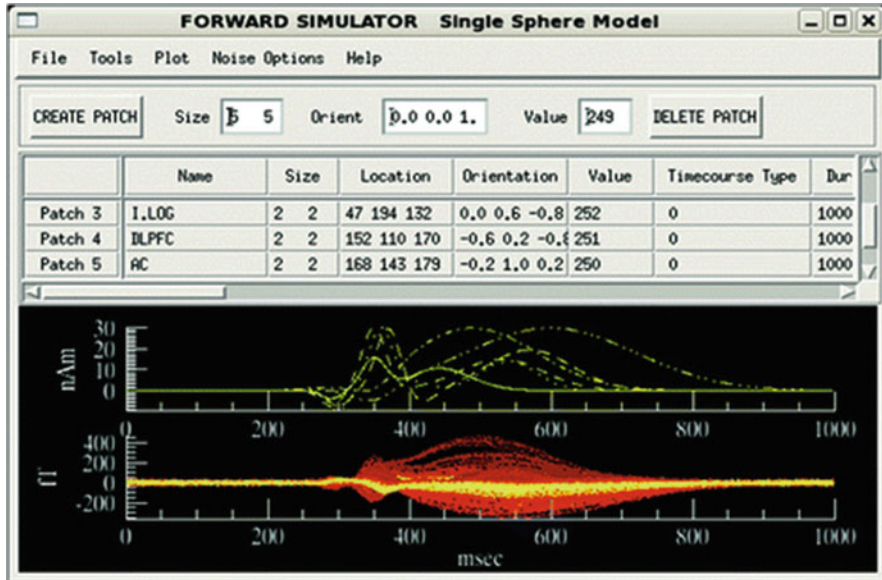 FORWARD SIMULATOR Single Sphere Model
File Tools Plot Noise Options Help
CREATE PATCH Size 5 5 Orient 0.0 0.0 1. Value 249 DELETE PATCH
Name Size Location Orientation Value Timecourse Type Dur
Patch 3 I.LOG 2 2 47 194 132 0.0 0.6 -0.8 252 0 1000
Patch 4 DLPFC 2 2 152 110 170 -0.6 0.2 -0.8 251 0 1000
Patch 5 AC 2 2 168 143 179 -0.2 1.0 0.2 250 0 1000
30
20
10
0
nAm
0 200 400 600 800 1000
400
200
0
-200
fT
0 200 400 600 800 1000
msec